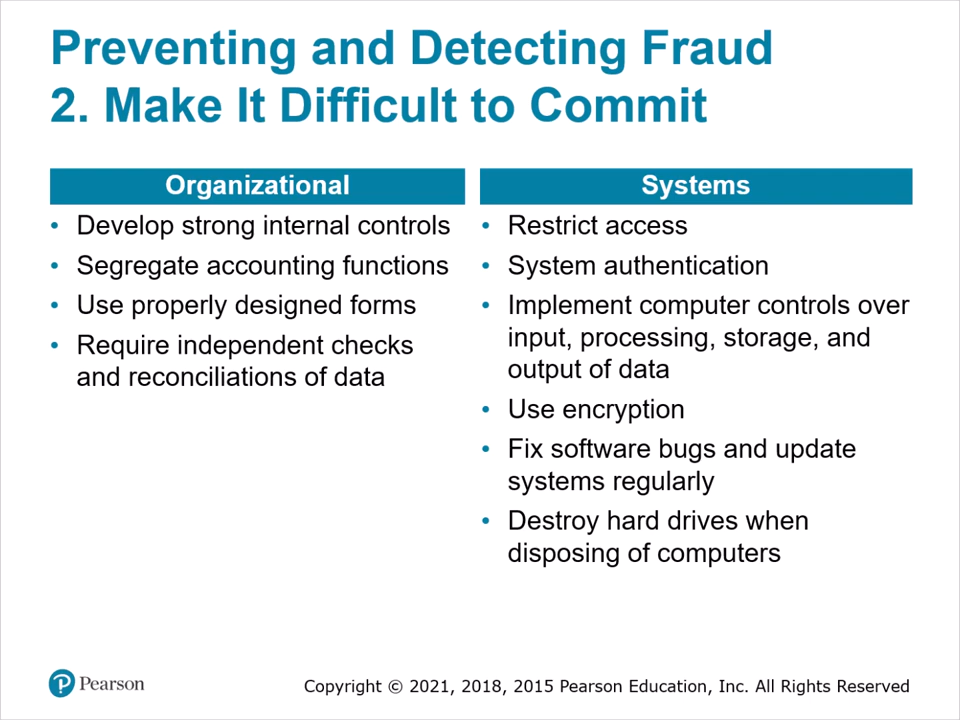 Preventing and Detecting Fraud
2. Make It Difficult to Commit
Organizational
• Develop strong internal controls
• Segregate accounting functions
• Use properly designed forms
• Require independent checks
and reconciliations of data
Systems
• Restrict access
• System authentication
• Implement computer controls over
input, processing, storage, and
output of data
• Use encryption
• Fix software bugs and update
systems regularly
• Destroy hard drives when
disposing of computers
P Pearson
Copyright © 2021, 2018, 2015 Pearson Education, Inc. All Rights Reserved